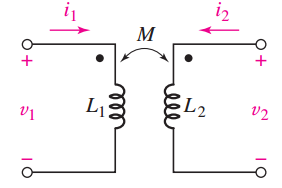 i₁ M i₂
+ +
v₁ L₁ L₂ v₂
– –